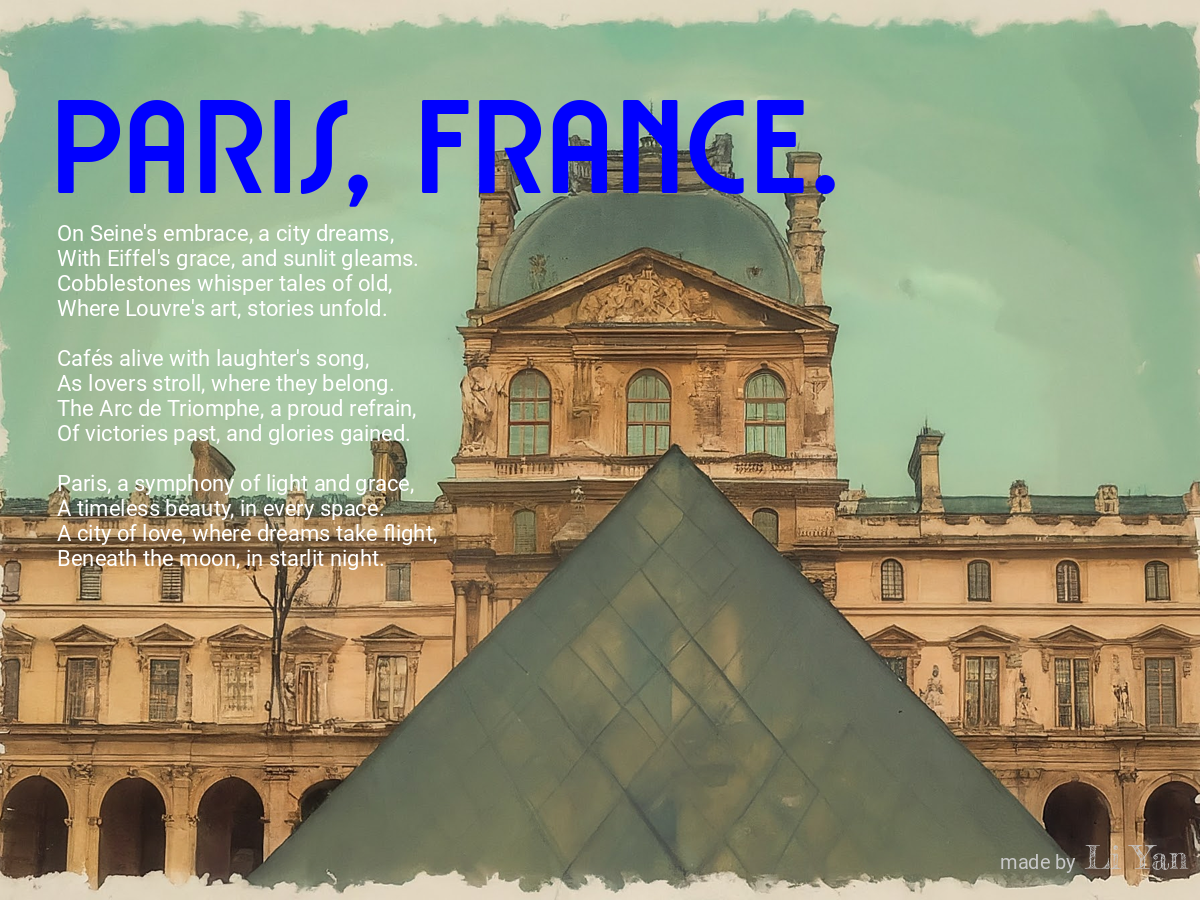 PARIS, FRANCE.
On Seine's embrace, a city dreams,
With Eiffel's grace, and sunlit gleams.
Cobblestones whisper tales of old,
Where Louvre's art, stories unfold.
Cafés alive with laughter's song,
As lovers stroll, where they belong.
The Arc de Triomphe, a proud refrain,
Of victories past, and glories gained.
Paris, a symphony of light and grace,
A timeless beauty, in every space.
A city of love, where dreams take flight,
Beneath the moon, in starlit night.
made by Li Yan